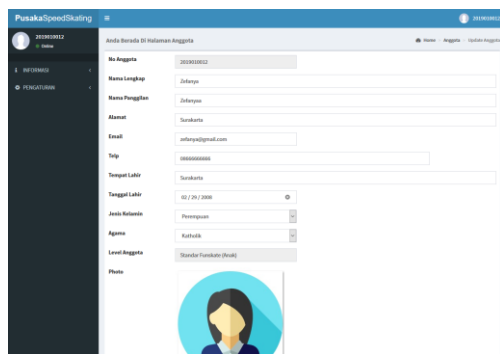 PusakaSpeedSkating
2019010012
2019010012
Online
Anda Berada Di Halaman Anggota
Home Anggota Update Anggota
INFORMASI
PENGATURAN
No Anggota
2019010012
Nama Lengkap
Zefanya
Nama Panggilan
Zefanyaa
Alamat
Surakarta
Email
zefanya@gmail.com
Telp
Tempat Lahir
Surakarta
Tanggal Lahir
02 / 29 / 2008
Jenis Kelamin
Perempuan
Agama
Katholik
Level Anggota
Standar Funskate (Anak)
Photo